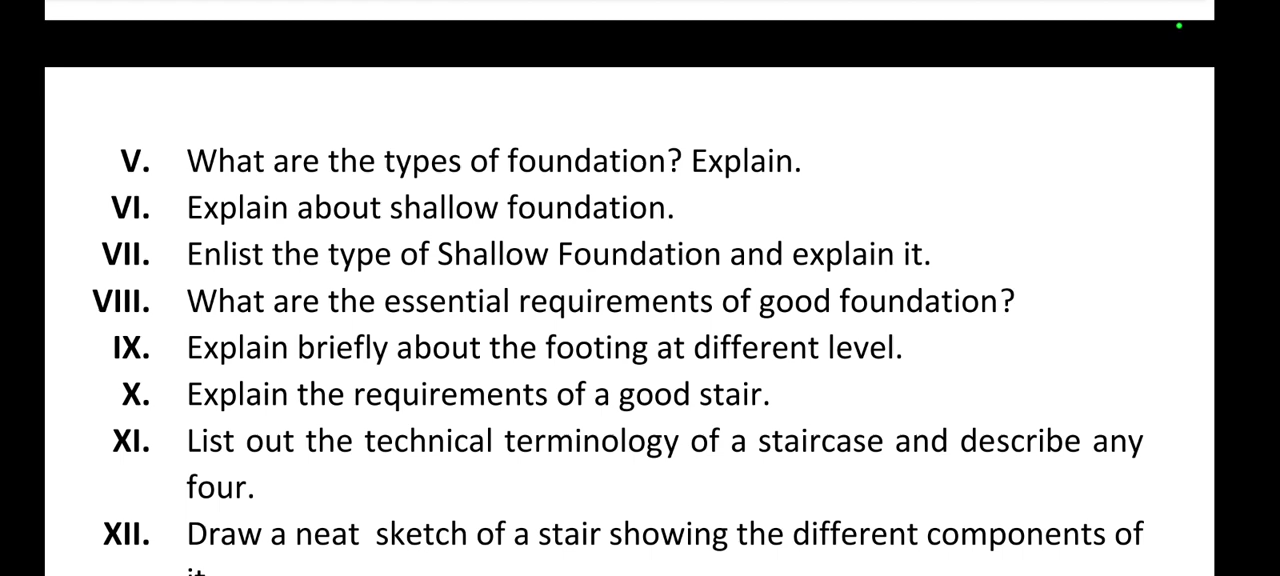 V. What are the types of foundation? Explain.
VI. Explain about shallow foundation.
VII. Enlist the type of Shallow Foundation and explain it.
VIII. What are the essential requirements of good foundation?
IX. Explain briefly about the footing at different level.
X. Explain the requirements of a good stair.
XI. List out the technical terminology of a staircase and describe any
four.
XII. Draw a neat sketch of a stair showing the different components of